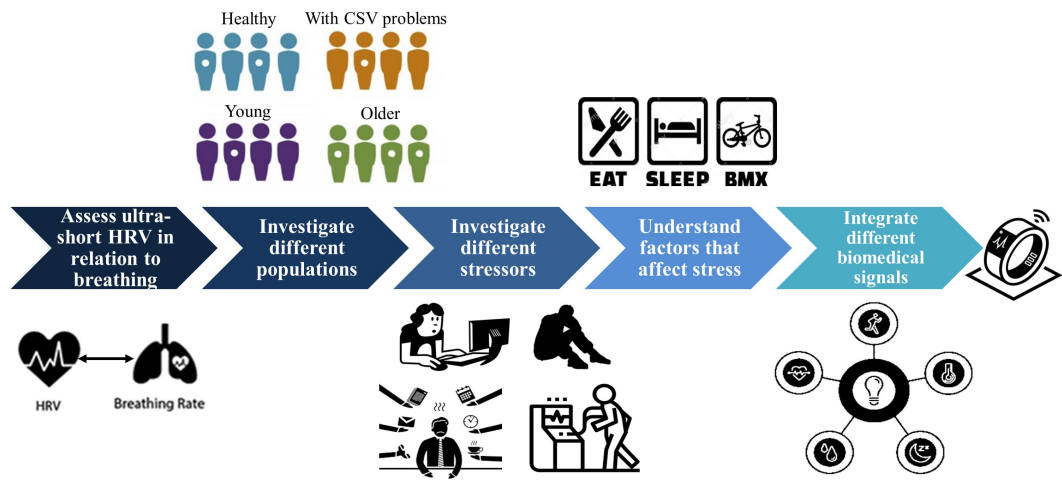 Healthy
With CSV problems
Young
Older
EAT SLEEP BMX
Assess ultra-
short HRV in
relation to
breathing
Investigate
different
populations
Investigate
different
stressors
Understand
factors that
affect stress
Integrate
different
biomedical
signals
HRV
Breathing Rate